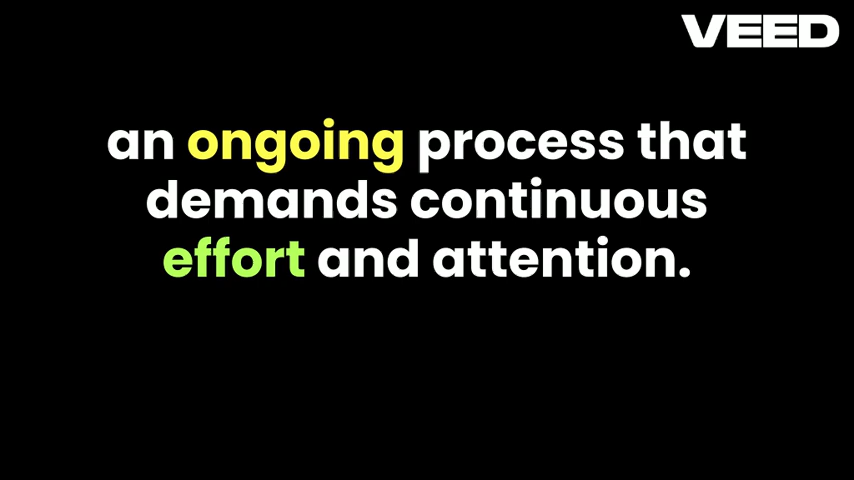 VEED
an ongoing process that
demands continuous
effort and attention.